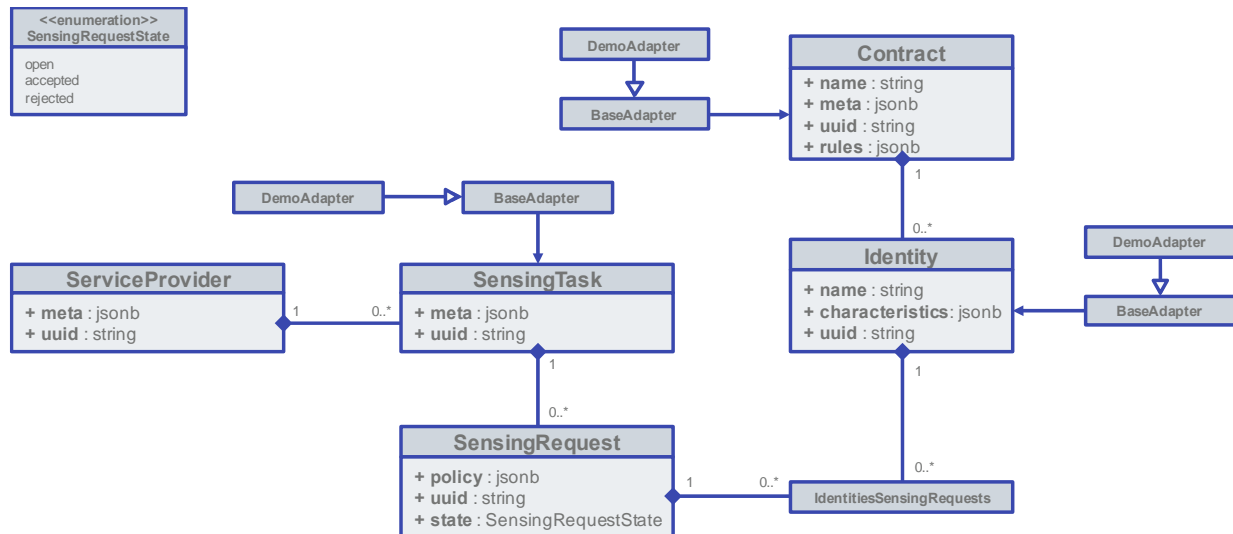 <<enumeration>>
SensingRequestState
open
accepted
rejected
DemoAdapter
BaseAdapter
Contract
+ name : string
+ meta : jsonb
+ uuid : string
+ rules : jsonb
1
0..*
DemoAdapter
BaseAdapter
DemoAdapter
BaseAdapter
Identity
+ name : string
+ characteristics: jsonb
+ uuid : string
ServiceProvider
+ meta : jsonb
+ uuid : string
1
0..*
SensingTask
+ meta : jsonb
+ uuid : string
1
0..*
1
0..*
SensingRequest
+ policy : jsonb
+ uuid : string
+ state : SensingRequestState
1
0..*
IdentitiesSensingRequests